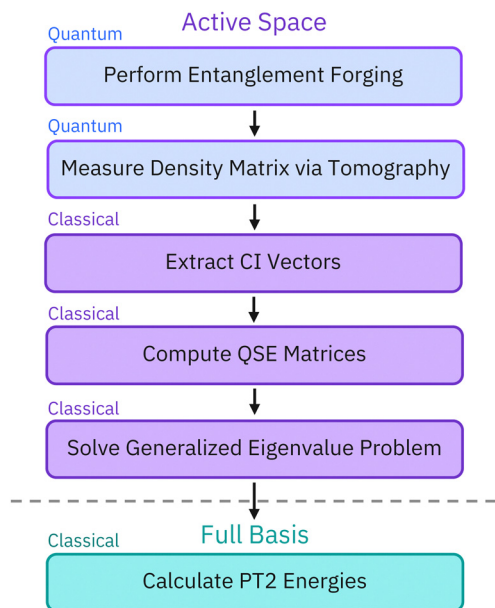 Active Space
Quantum
Perform Entanglement Forging
Quantum
Measure Density Matrix via Tomography
Classical
Extract CI Vectors
Classical
Compute QSE Matrices
Classical
Solve Generalized Eigenvalue Problem
Full Basis
Classical
Calculate PT2 Energies